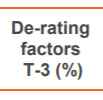 De-rating
factors
T-3 (%)